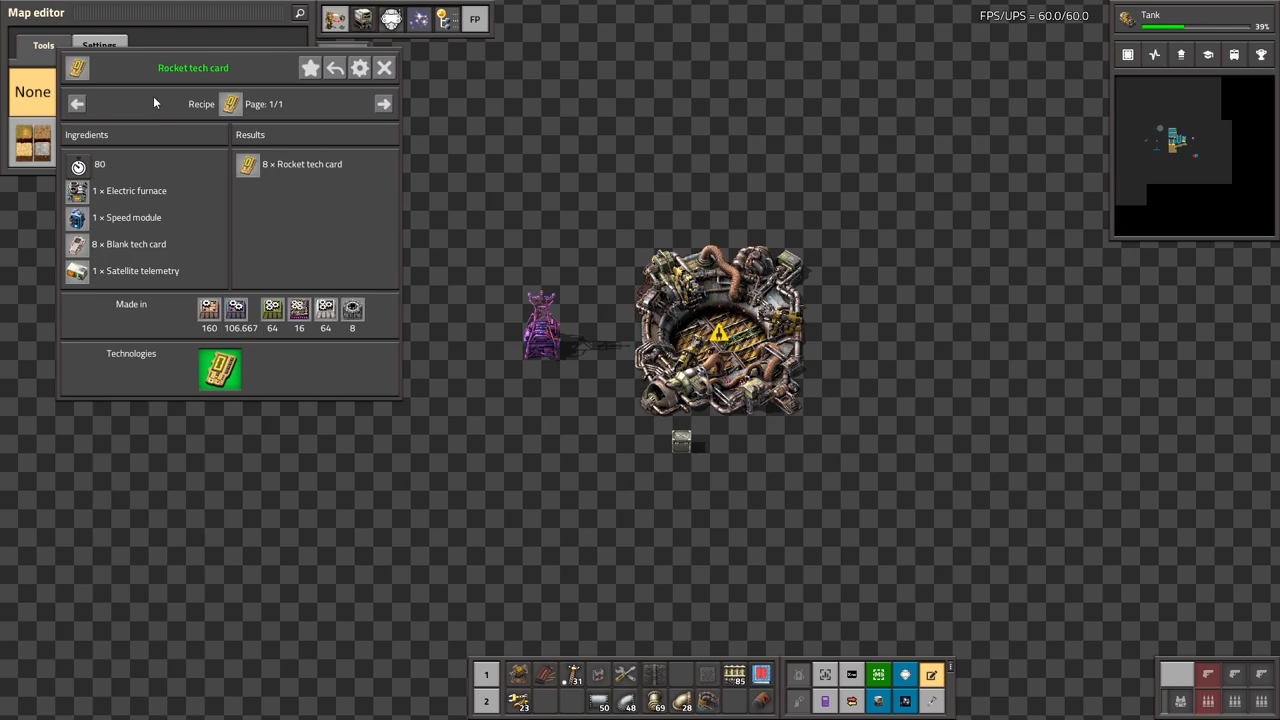 Map editor
FP
FPS/UPS = 60.0/60.0
Tank
39%
Tools
Settings
None
Rocket tech card
Recipe
Page: 1/1
Ingredients
Results
80
8 × Rocket tech card
1 × Electric furnace
1 × Speed module
8 × Blank tech card
1 × Satellite telemetry
Made in
160
106.667
64
16
64
8
Technologies
1
31
85
2
23
50
48
69
28